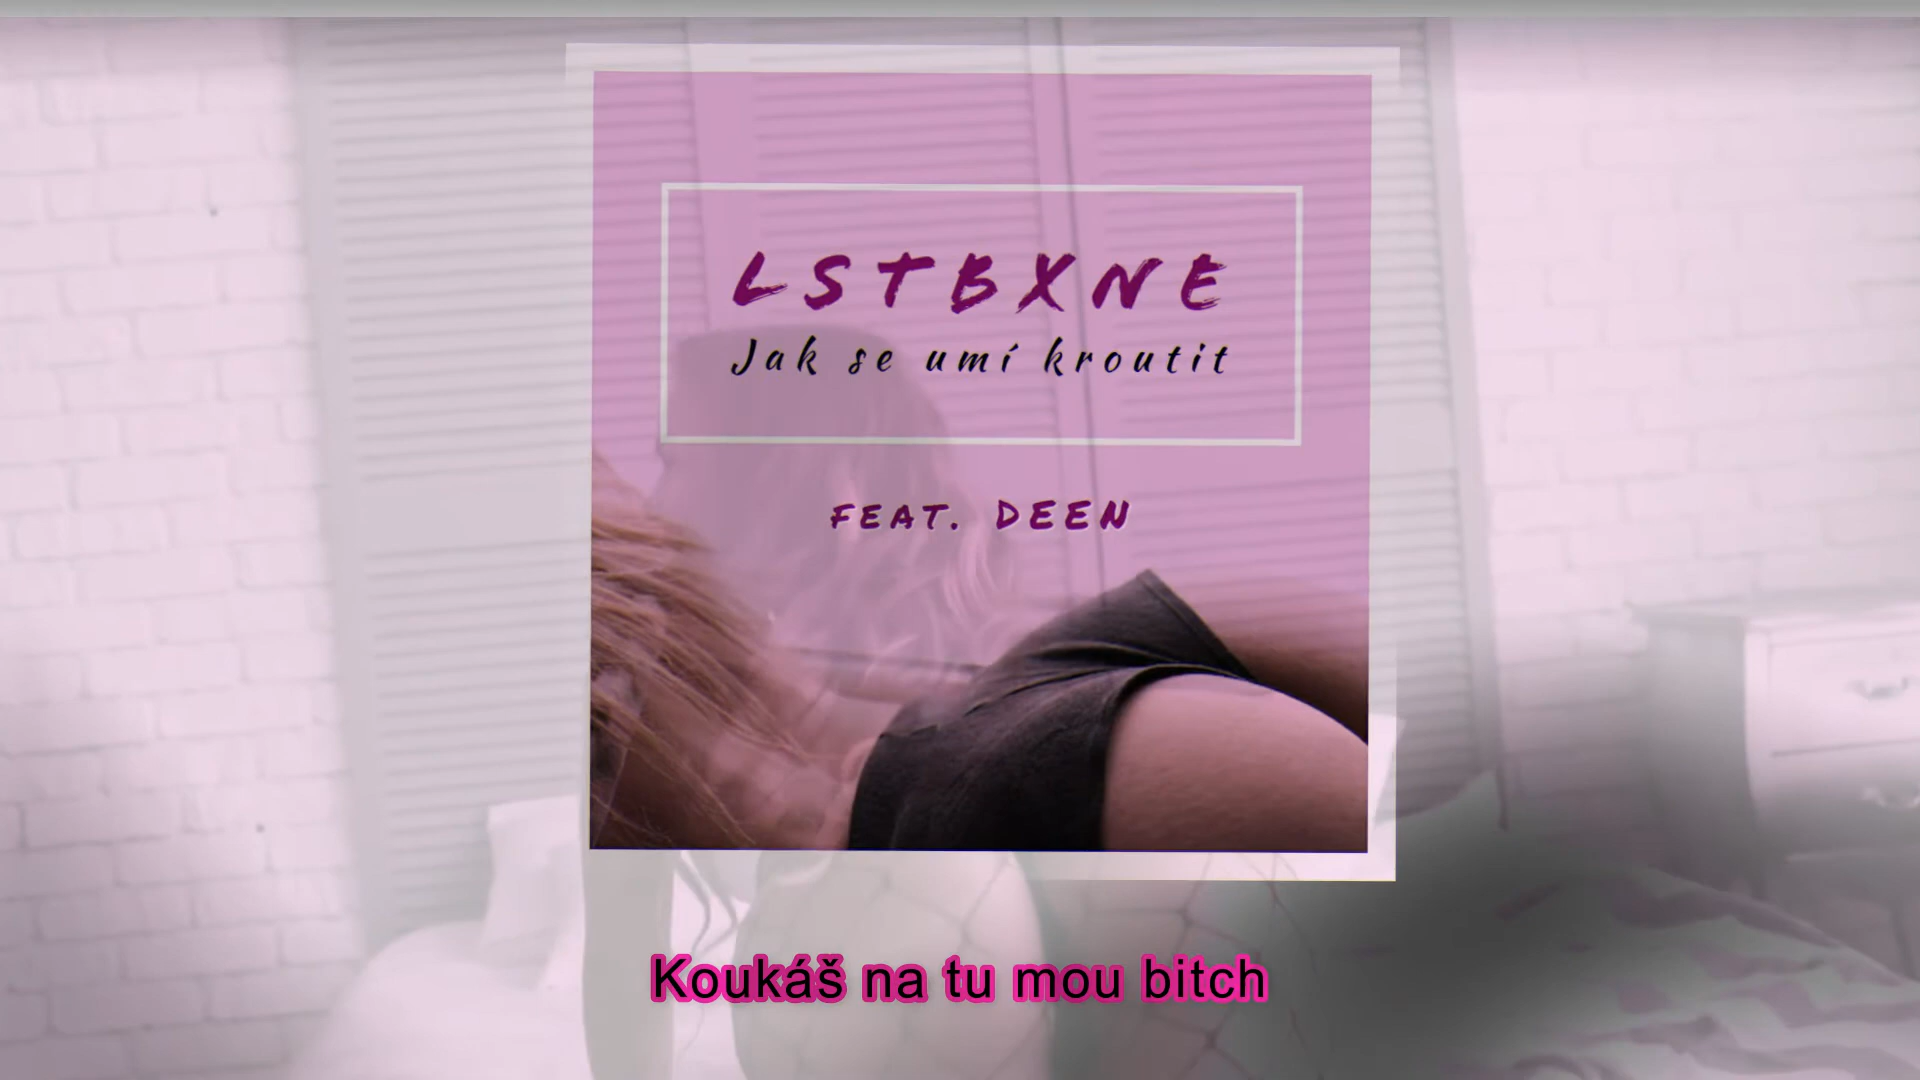 LSTBXNE
Jak se umí kroutit
FEAT. DEEN
Koukáš na tu mou bitch